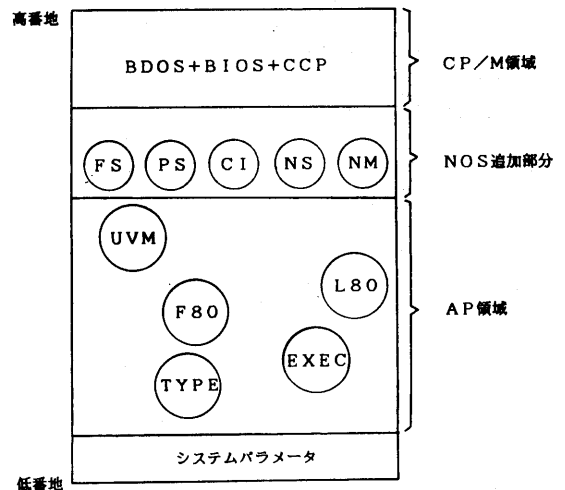 高番地
BDOS+BIOS+CCP
CP/M領域
FS PS CI NS NM
NOS追加部分
UVM
L80
F80
AP領域
EXEC
TYPE
システムパラメータ
低番地